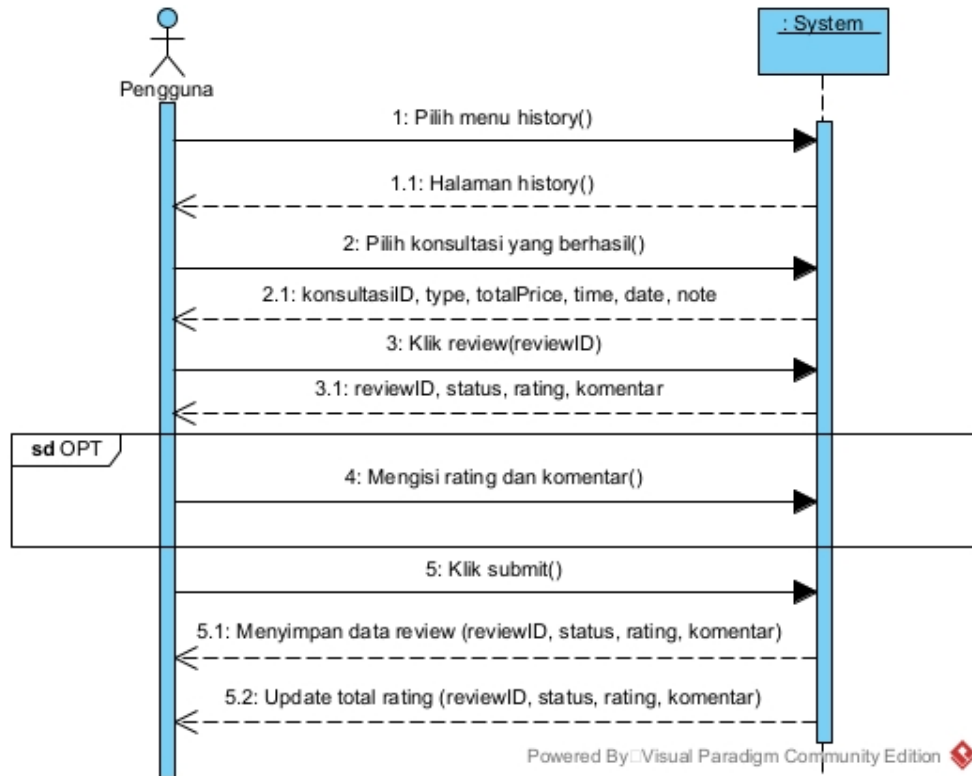 : System
Pengguna
1: Pilih menu history()
1.1: Halaman history()
2: Pilih konsultasi yang berhasil()
2.1: konsultasiID, type, totalPrice, time, date, note
3: Klik review(reviewID)
3.1: reviewID, status, rating, komentar
sd OPT
4: Mengisi rating dan komentar()
5: Klik submit()
5.1: Menyimpan data review (reviewID, status, rating, komentar)
5.2: Update total rating (reviewID, status, rating, komentar)
Powered By Visual Paradigm Community Edition